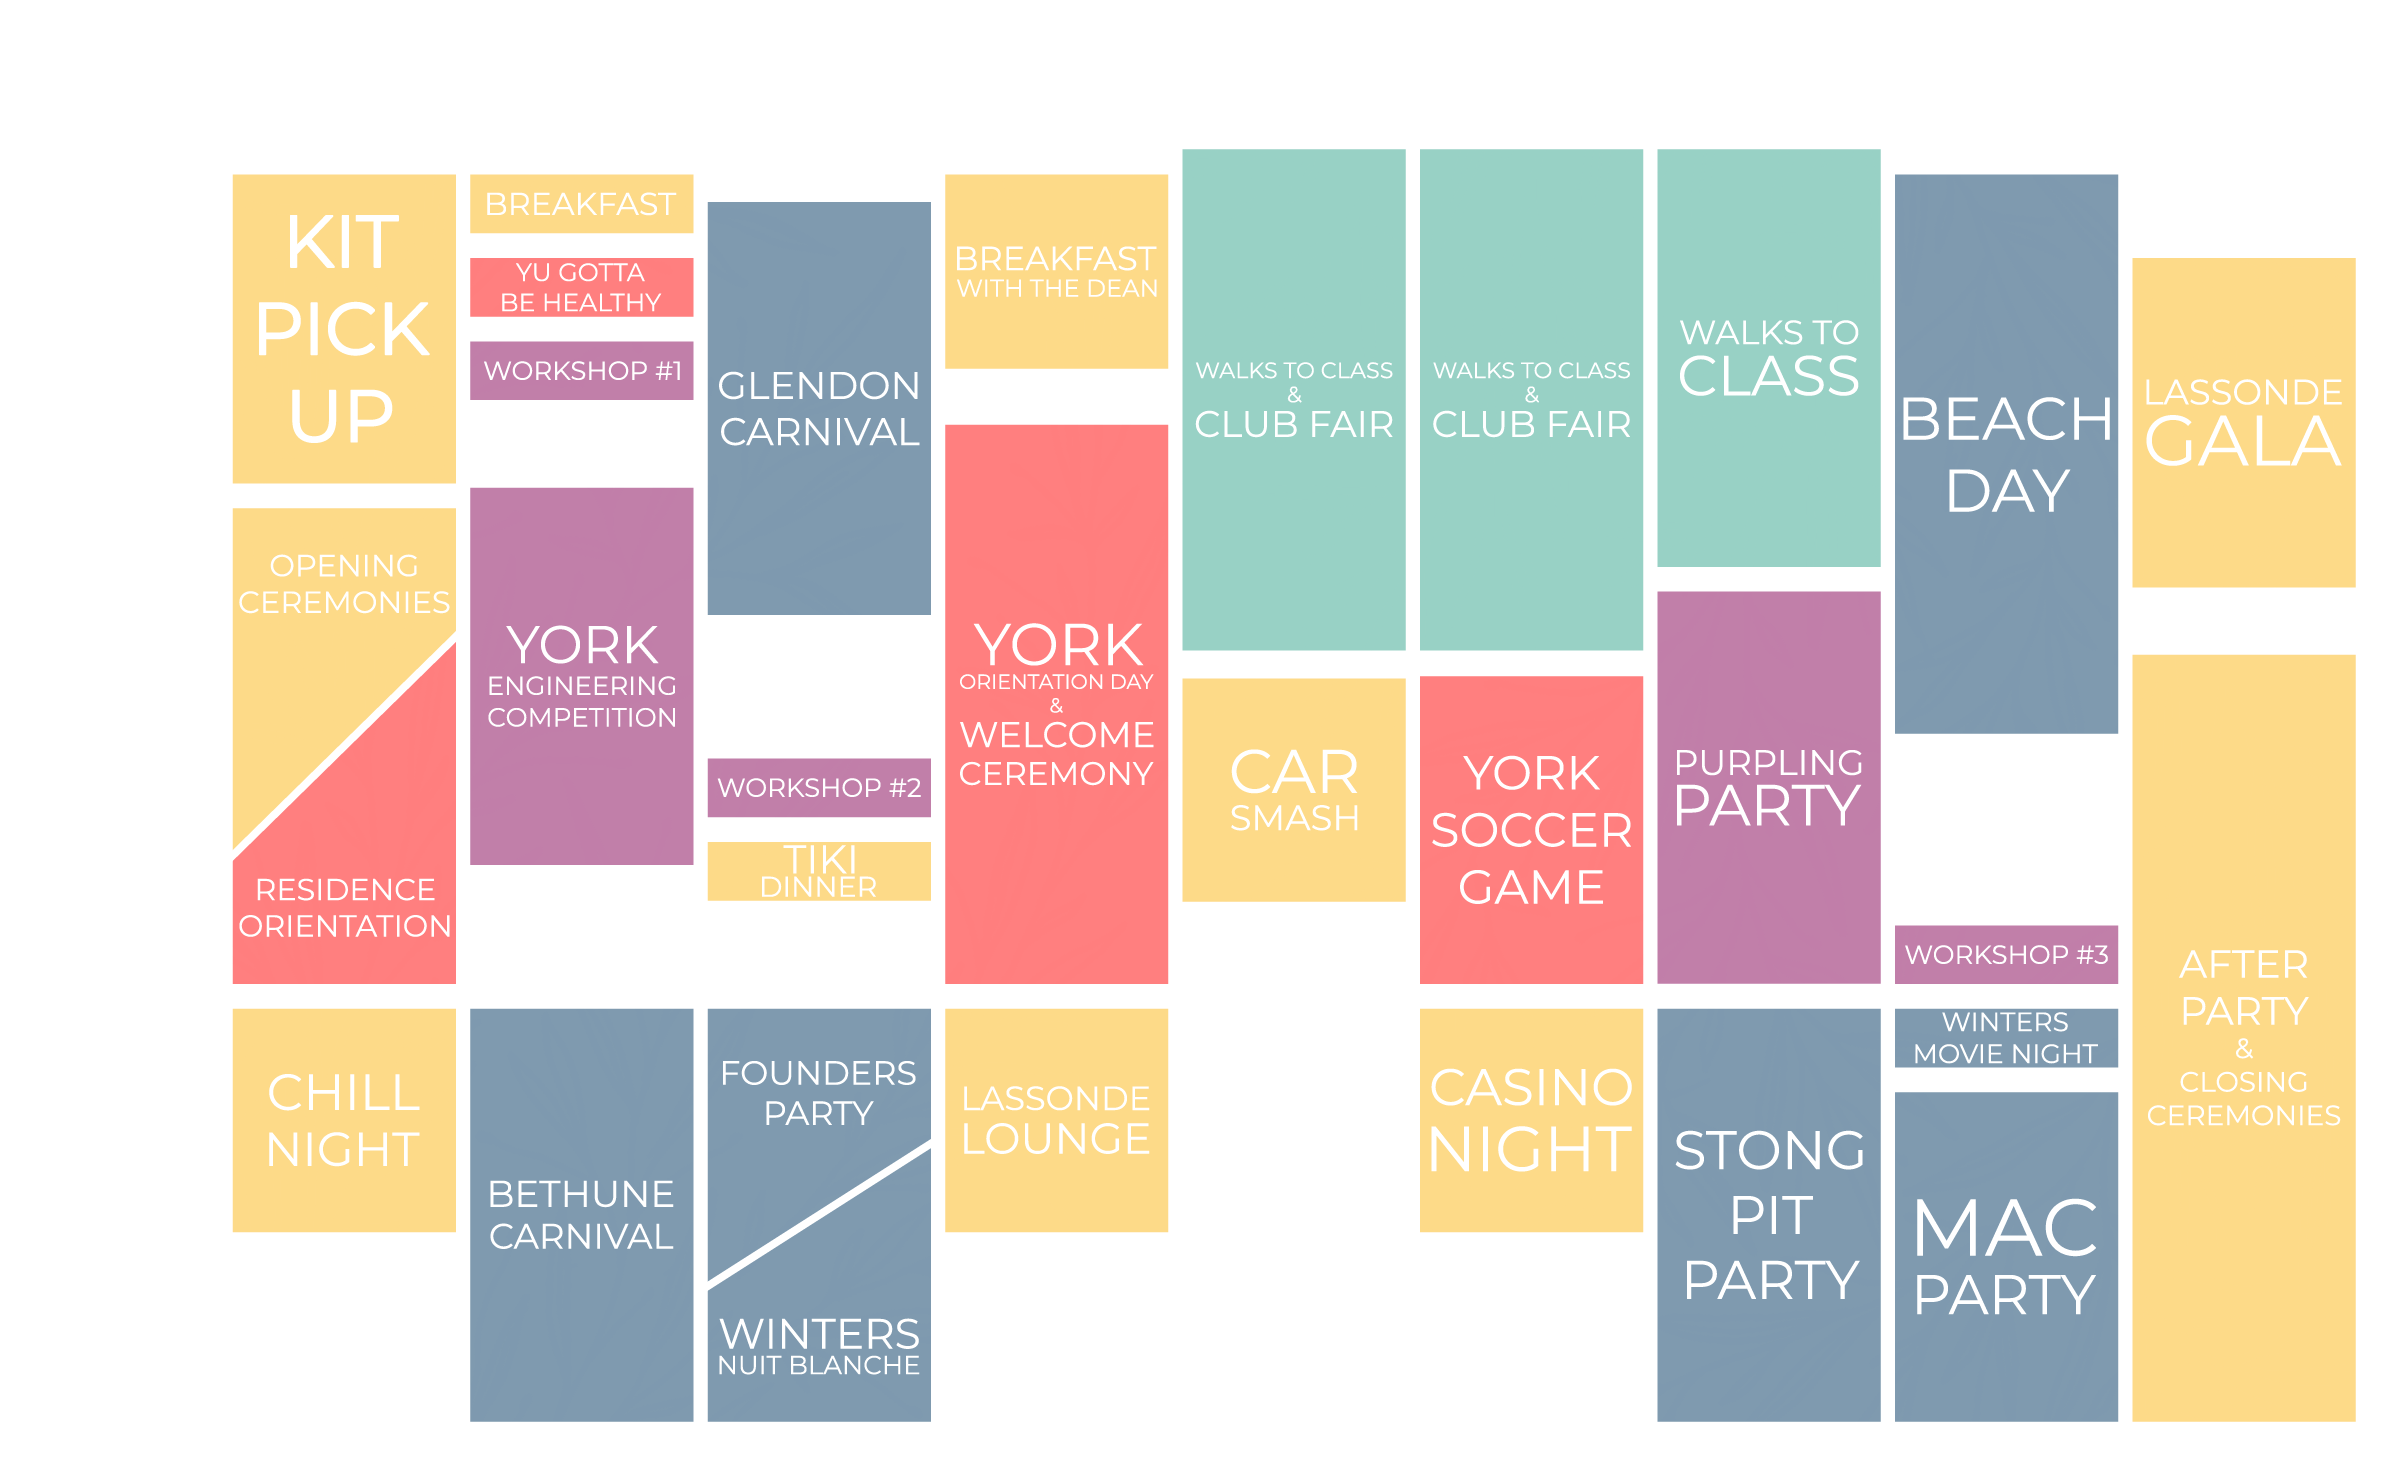 KIT
PICK
UP
OPENING
CEREMONIES
RESIDENCE
ORIENTATION
CHILL
NIGHT
BREAKFAST
YU GOTTA
BE HEALTHY
WORKSHOP #1
YORK
ENGINEERING
COMPETITION
BETHUNE
CARNIVAL
GLENDON
CARNIVAL
WORKSHOP #2
TIKI
DINNER
FOUNDERS
PARTY
WINTERS
NUIT BLANCHE
BREAKFAST
WITH THE DEAN
YORK
ORIENTATION DAY
&
WELCOME
CEREMONY
LASSONDE
LOUNGE
WALKS TO CLASS
&
CLUB FAIR
CAR
SMASH
WALKS TO CLASS
&
CLUB FAIR
YORK
SOCCER
GAME
CASINO
NIGHT
WALKS TO
CLASS
PURPLING
PARTY
STONG
PIT
PARTY
BEACH
DAY
WORKSHOP #3
WINTERS
MOVIE NIGHT
MAC
PARTY
LASSONDE
GALA
AFTER
PARTY
&
CLOSING
CEREMONIES